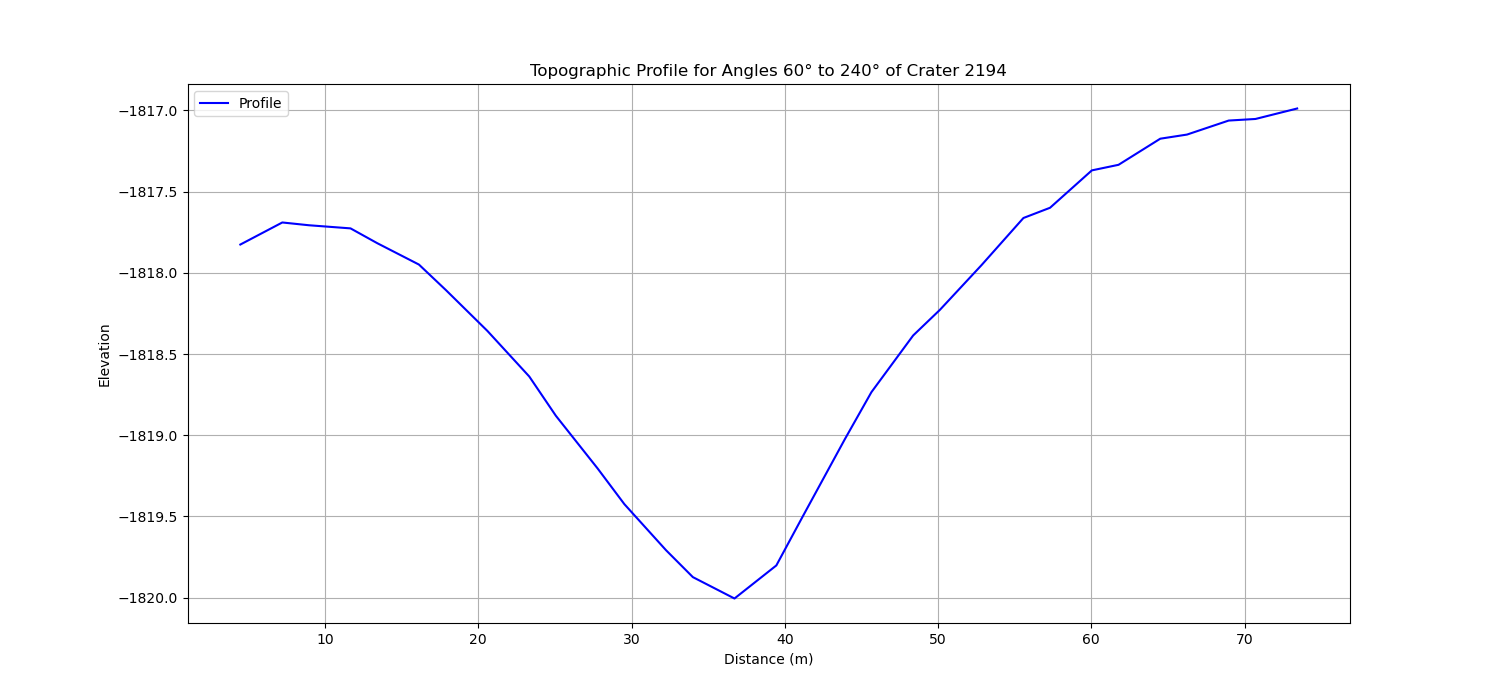 Topographic Profile for Angles 60° to 240° of Crater 2194
Profile
−1817.0
−1817.5
−1818.0
−1818.5
−1819.0
−1819.5
−1820.0
Elevation
10 20 30 40 50 60 70
Distance (m)